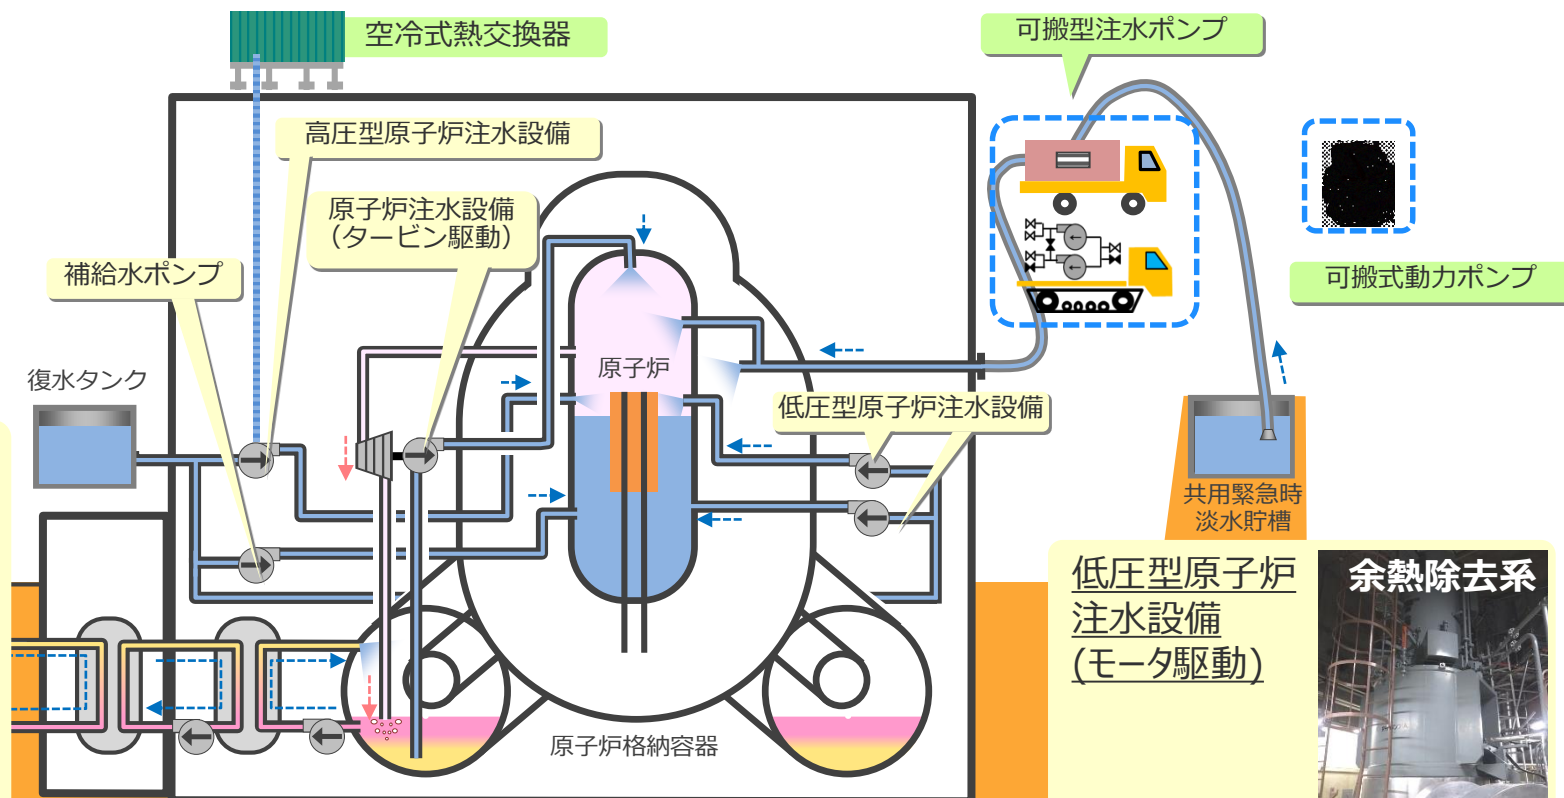 空冷式熱交換器
可搬型注水ポンプ
高圧型原子炉注水設備
原子炉注水設備
（タービン駆動）
補給水ポンプ
可搬式動力ポンプ
復水タンク
原子炉
低圧型原子炉注水設備
共用緊急時
淡水貯槽
原子炉格納容器
低圧型原子炉
注水設備
(モータ駆動)
余熱除去系